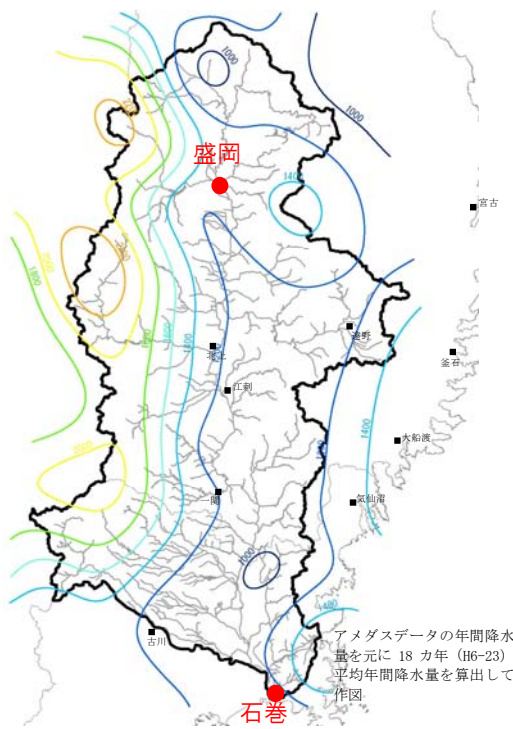 1000
1000
盛岡
1400
宮古
2000
1800
1600
1400
遠野
北上
釜石
江刺
1400
大船渡
2000
一関
気仙沼
1000
1400
古川
アメダスデータの年間降水
量を元に 18 カ年（H6-23）
平均年間降水量を算出して
作図
石巻